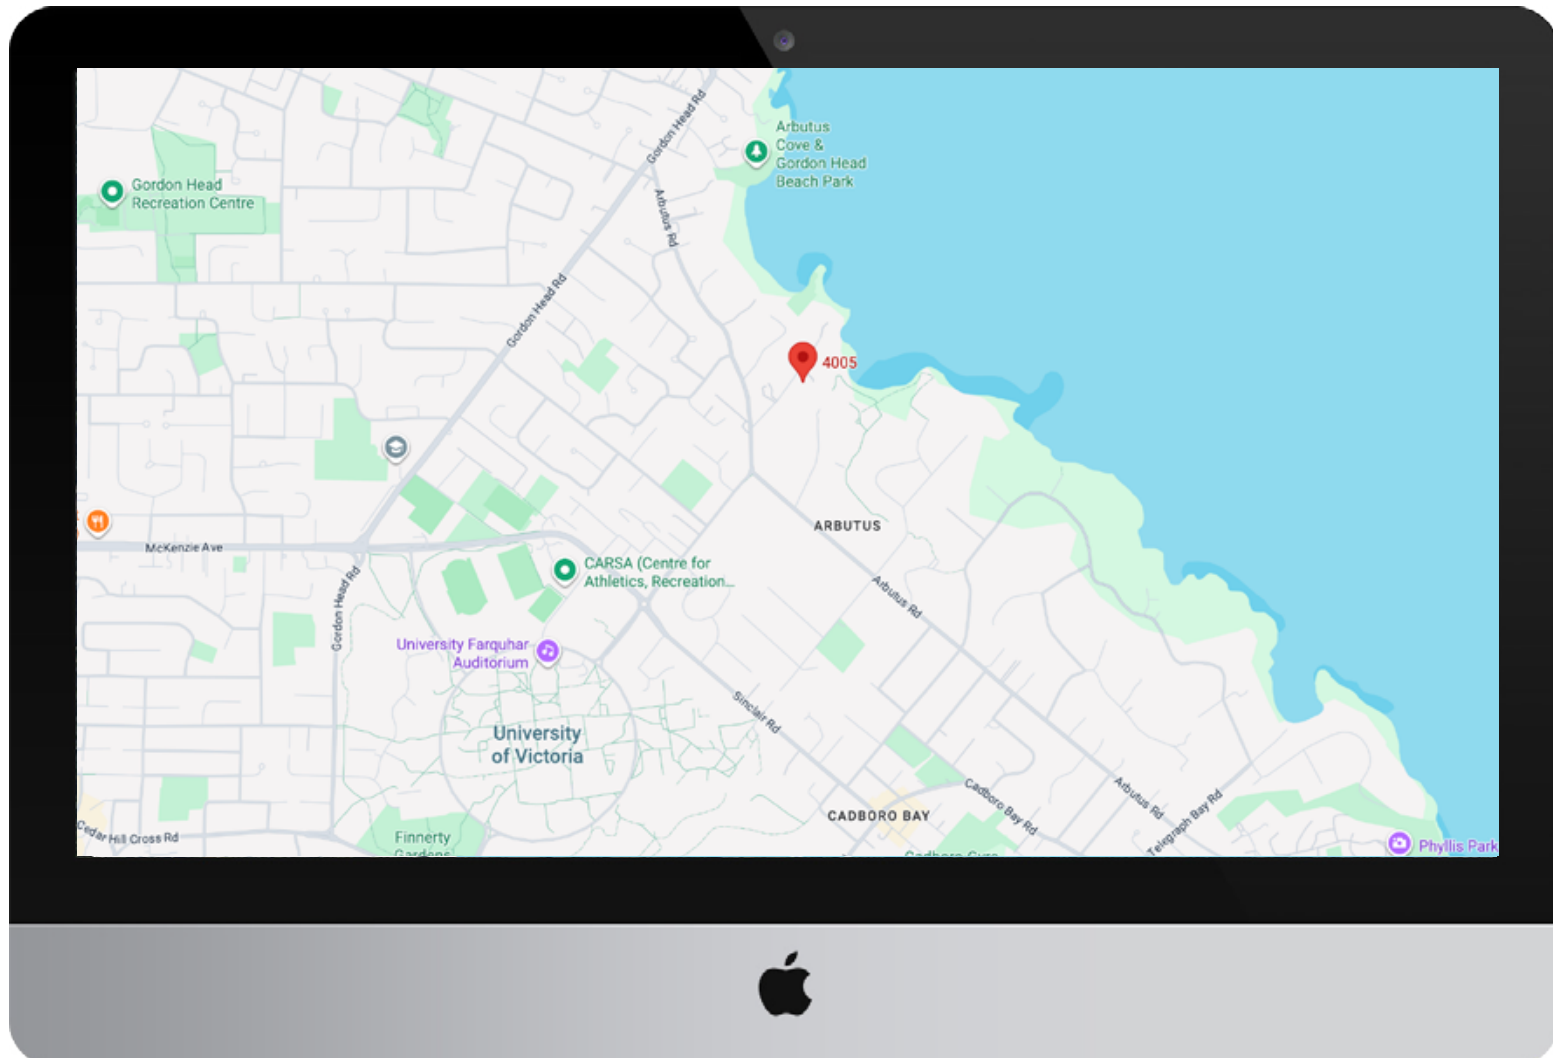 Gordon Head Rd
Arbutus
Cove &
Gordon Head
Beach Park
Gordon Head
Recreation Centre
Arbutus Rd
Gordon Head Rd
4005
ARBUTUS
McKenzie Ave
CARSA (Centre for
Athletics, Recreation...
Arbutus Rd
Gordon Head Rd
University Farquhar
Auditorium
Sinclair Rd
University
of Victoria
Cadboro Bay Rd
Arbutus Rd
Telegraph Bay Rd
CADBORO BAY
Cedar Hill Cross Rd
Finnerty
Gardens
Cadboro Gyro
Phyllis Park